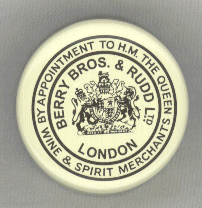 BY APPOINTMENT TO H.M. THE QUEEN
WINE & SPIRIT MERCHANTS
BERRY BROS. & RUDD LTD
LONDON